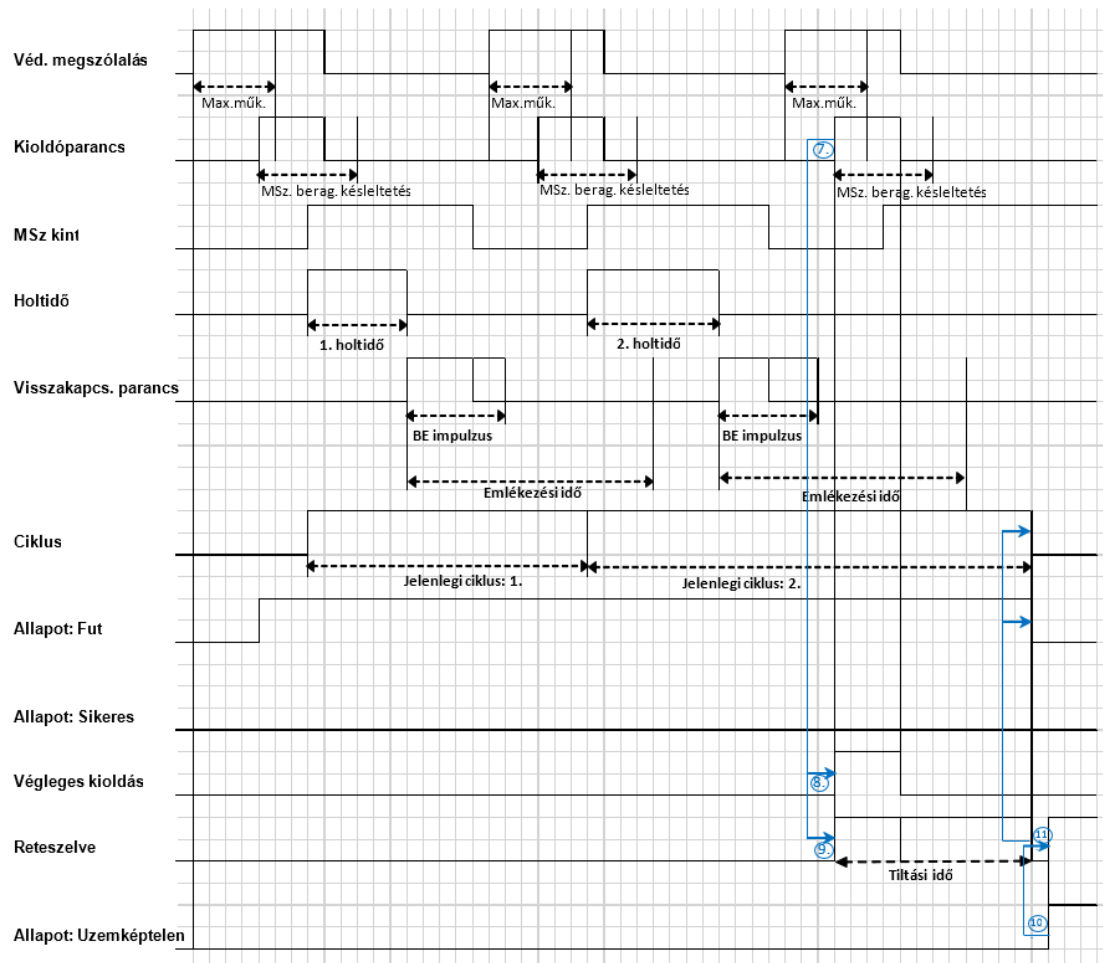 Véd. megszólalás
Max.műk.
Max.műk.
Max.műk.
Kioldóparancs
7.
MSz. berag. késleltetés
MSz. berag. késleltetés
MSz. berag. késleltetés
MSz kint
Holtidő
1. holtidő
2. holtidő
Visszakapcs. parancs
BE impulzus
BE impulzus
Emlékezési idő
Emlékezési idő
Ciklus
Jelenlegi ciklus: 1.
Jelenlegi ciklus: 2.
Allapot: Fut
Allapot: Sikeres
Végleges kioldás
8.
Reteszelve
9.
11
Tiltási idő
10
Allapot: Uzemképtelen